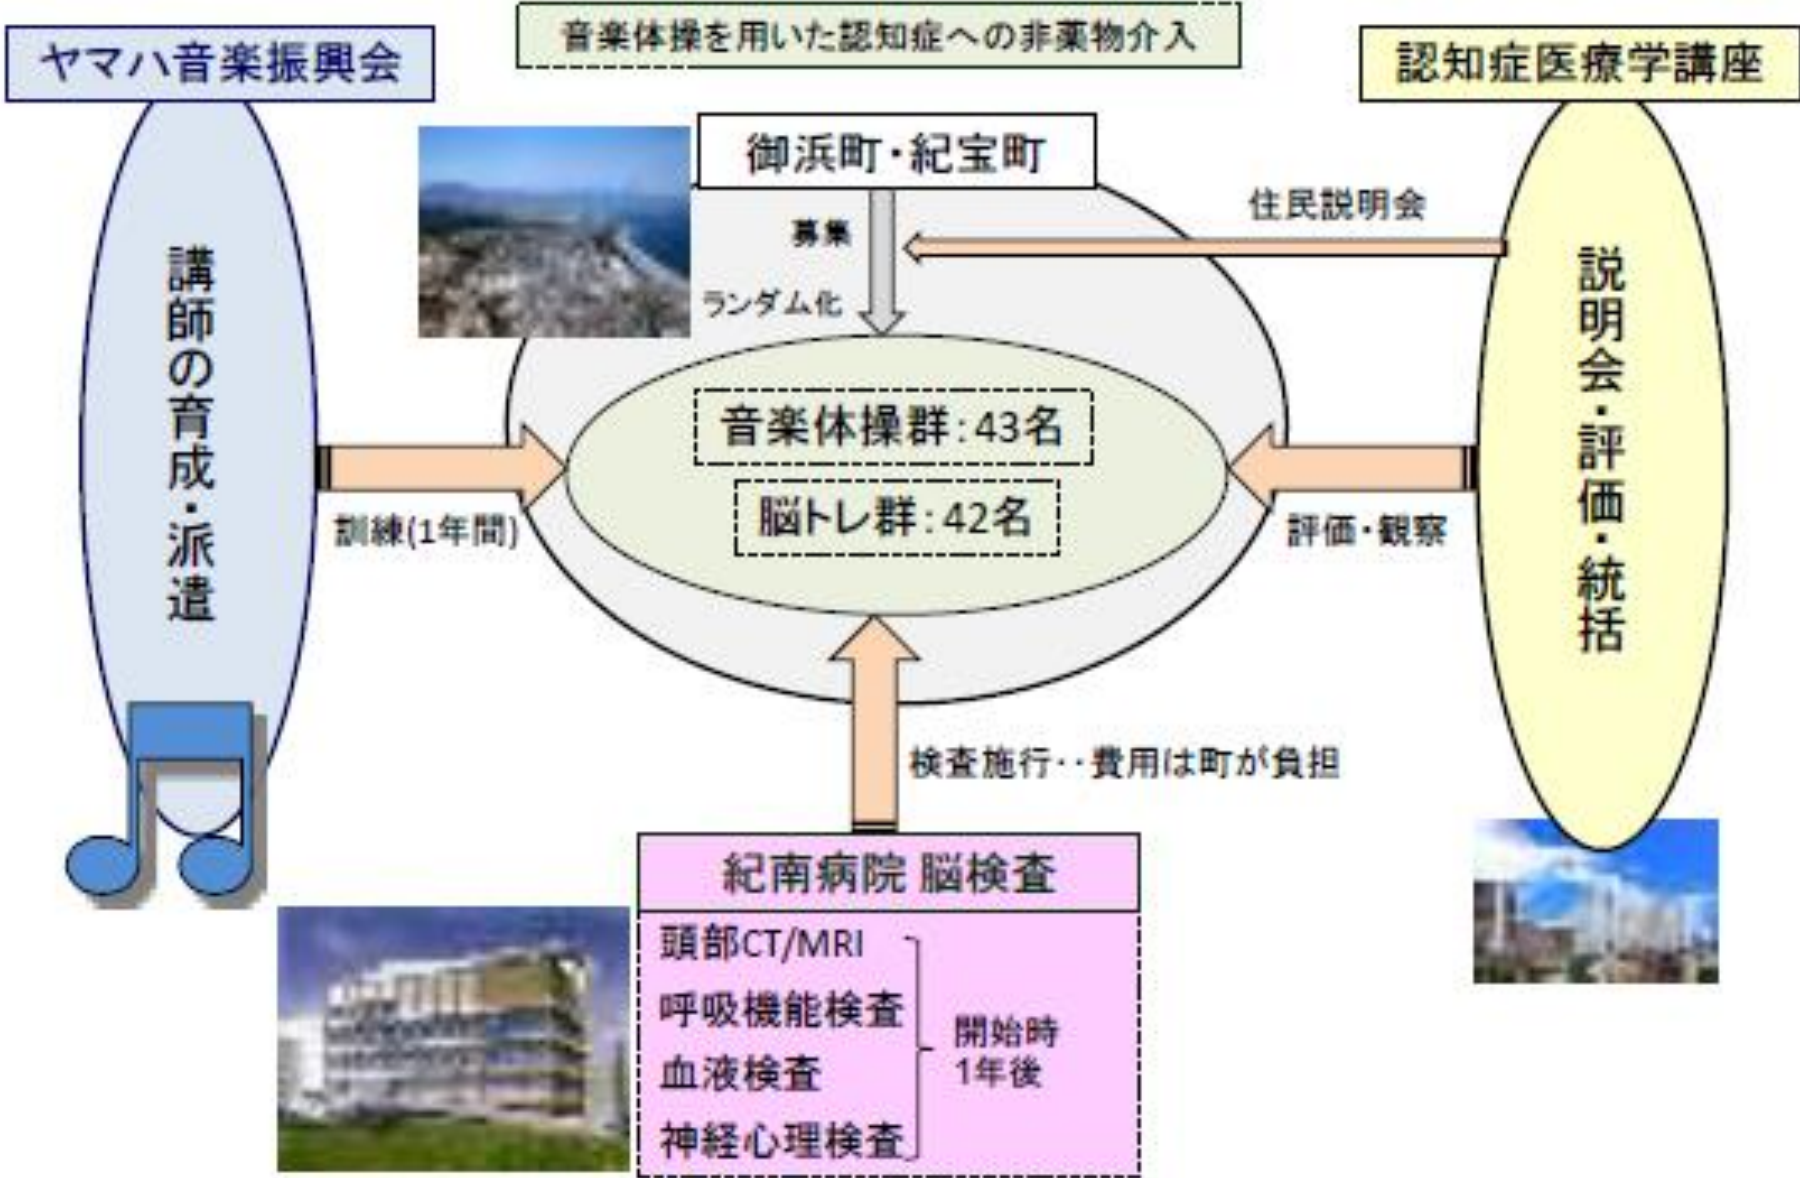 音楽体操を用いた認知症への非薬物介入
ヤマハ音楽振興会
認知症医療学講座
御浜町・紀宝町
募集
住民説明会
ランダム化
講師の育成・派遣
説明会・評価・統括
音楽体操群:43名
脳トレ群:42名
訓練(1年間)
評価・観察
検査施行・・費用は町が負担
紀南病院 脳検査
頭部CT/MRI
呼吸機能検査
血液検査
神経心理検査
開始時
1年後